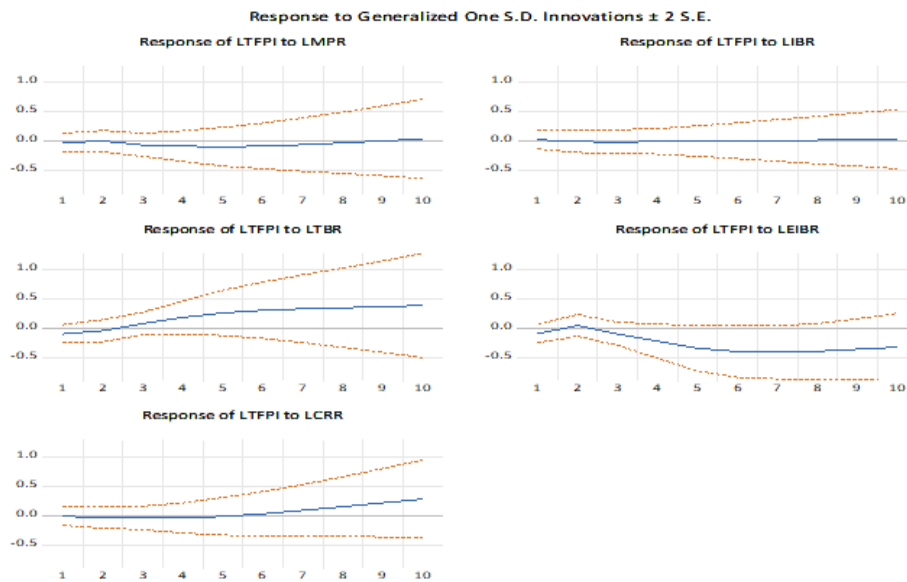 Response to Generalized One S.D. Innovations ± 2 S.E.
Response of LTFPI to LMPR
1.0
0.5
0.0
-0.5
1 2 3 4 5 6 7 8 9 10
Response of LTFPI to LIBR
1.0
0.5
0.0
-0.5
1 2 3 4 5 6 7 8 9 10
Response of LTFPI to LTBR
1.0
0.5
0.0
-0.5
1 2 3 4 5 6 7 8 9 10
Response of LTFPI to LEIBR
1.0
0.5
0.0
-0.5
1 2 3 4 5 6 7 8 9 10
Response of LTFPI to LCRR
1.0
0.5
0.0
-0.5
1 2 3 4 5 6 7 8 9 10